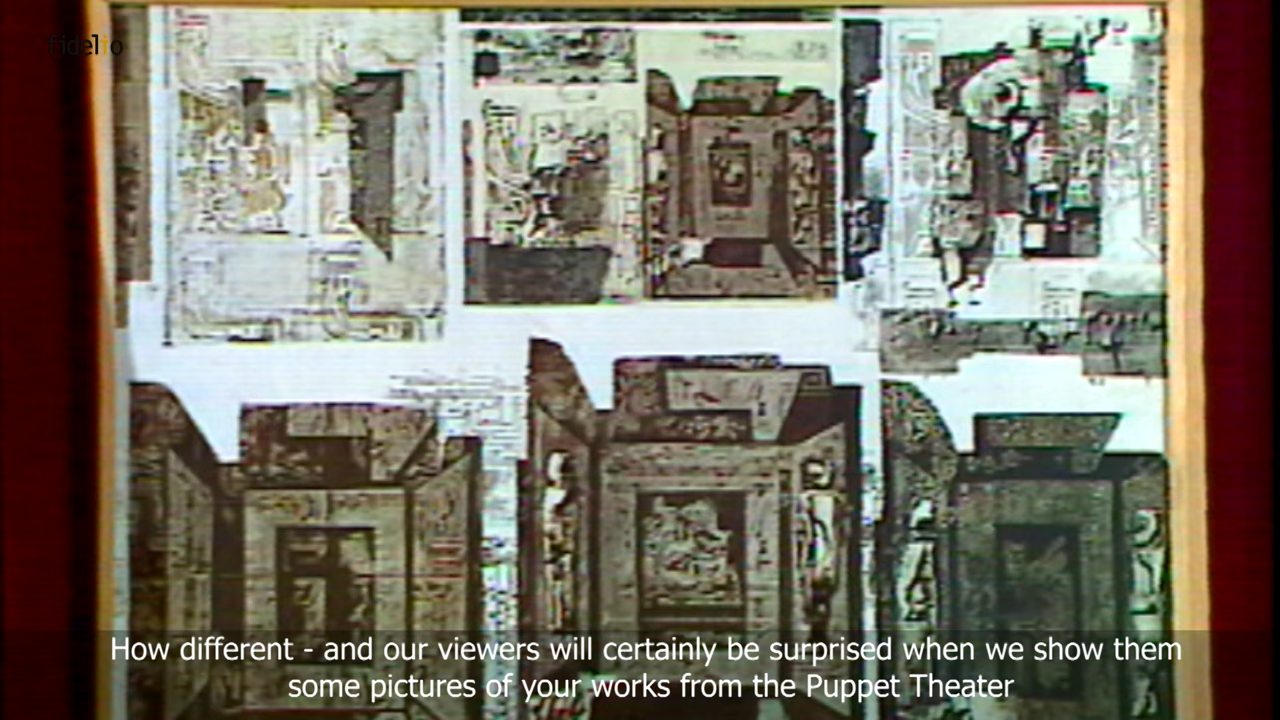 fidelio
How different - and our viewers will certainly be surprised when we show them
some pictures of your works from the Puppet Theater